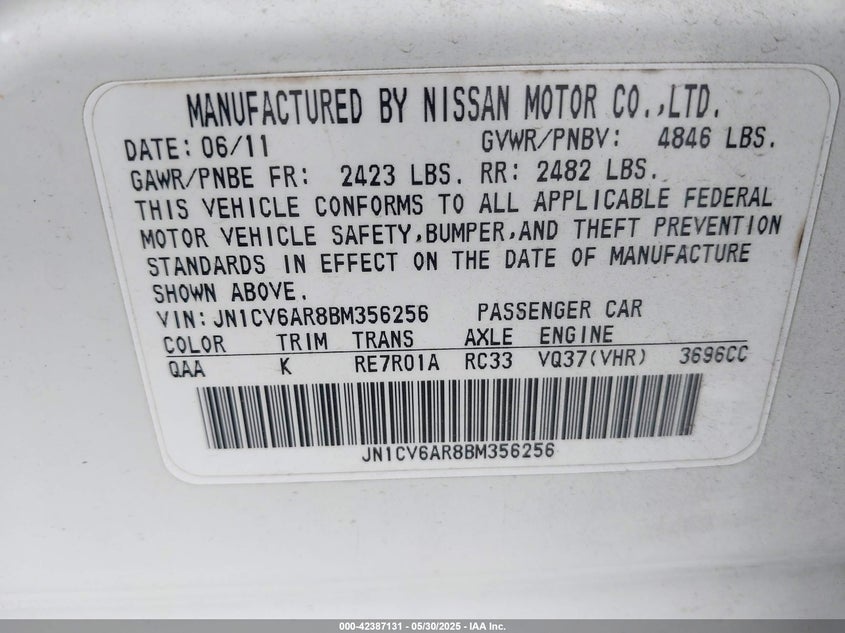 MANUFACTURED BY NISSAN MOTOR CO.,LTD.
DATE: 06/11 GVWR/PNBV: 4846 LBS.
GAWR/PNBE FR: 2423 LBS. RR: 2482 LBS.
THIS VEHICLE CONFORMS TO ALL APPLICABLE FEDERAL
MOTOR VEHICLE SAFETY,BUMPER,AND THEFT PREVENTION
STANDARDS IN EFFECT ON THE DATE OF MANUFACTURE
SHOWN ABOVE.
VIN: JN1CV6AR8BM356256 PASSENGER CAR
COLOR TRIM TRANS AXLE ENGINE
QAA K RE7R01A RC33 VQ37(VHR) 3696CC
JN1CV6AR8BM356256
000-42387131 - 05/30/2025 - IAA Inc.